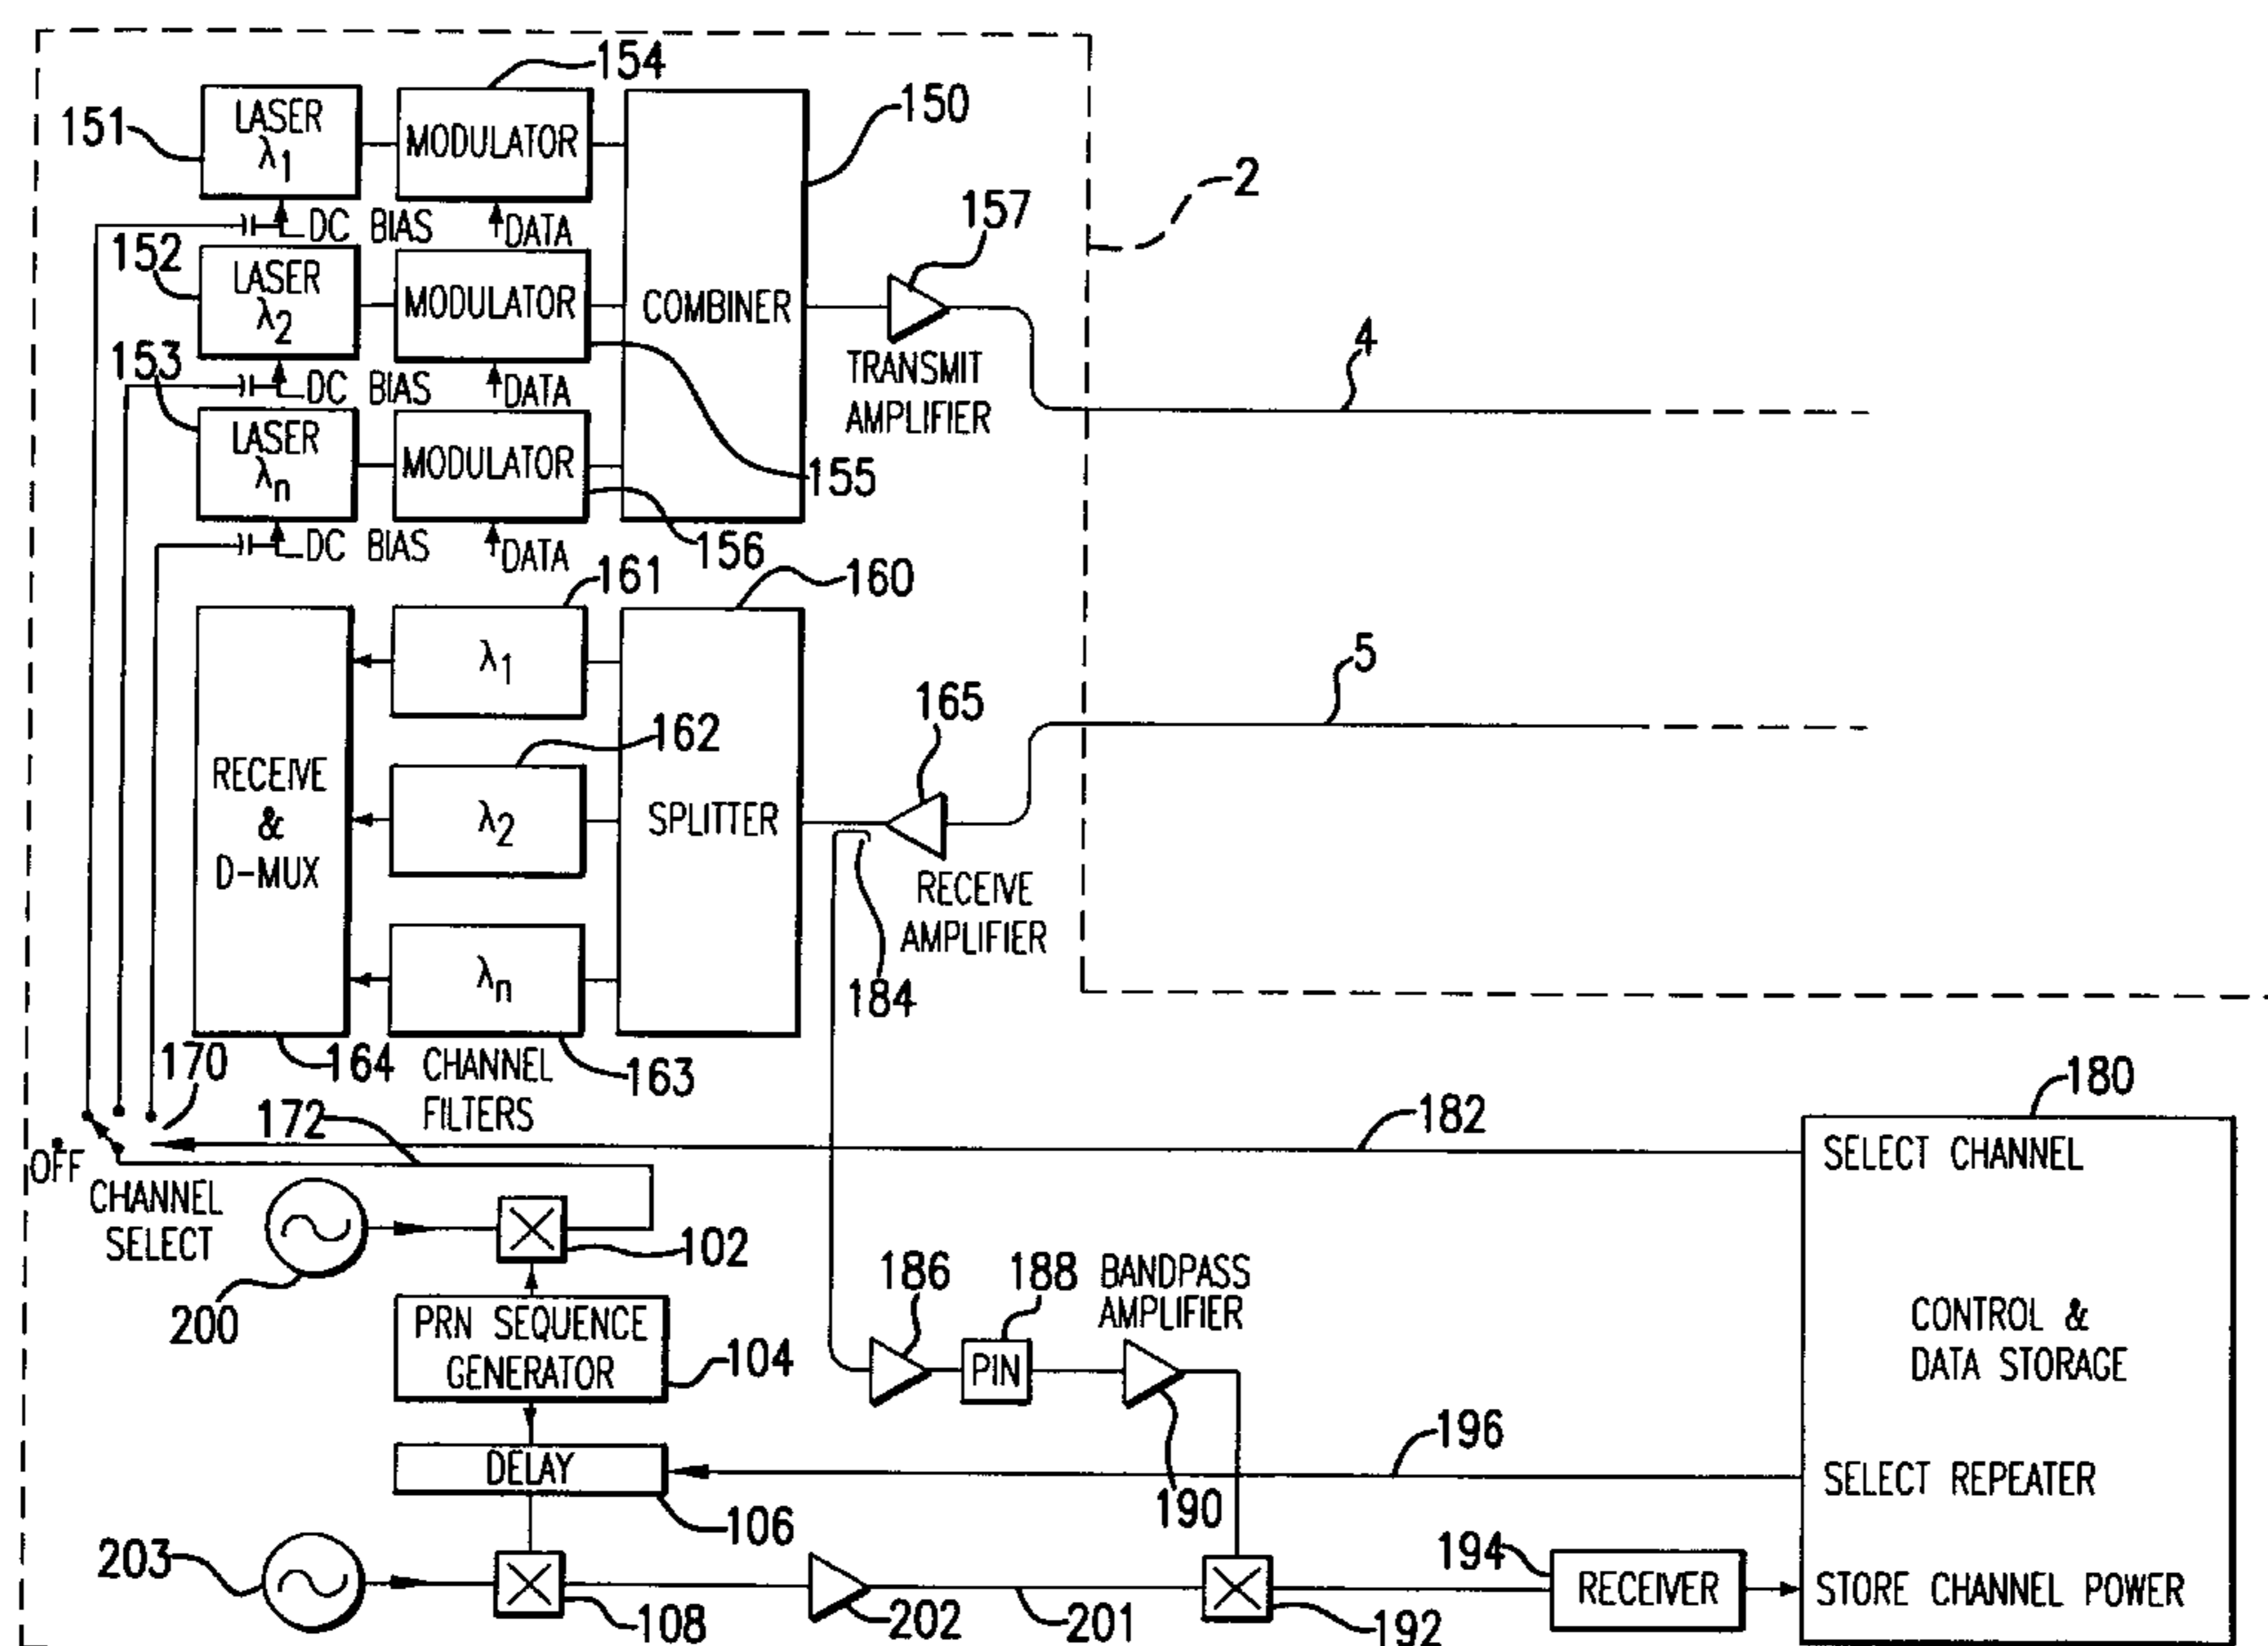 154
150
151
LASER
λ1
MODULATOR
DC BIAS
DATA
2
157
152
LASER
λ2
MODULATOR
COMBINER
153
DC BIAS
DATA
TRANSMIT
AMPLIFIER
4
LASER
λn
MODULATOR
155
DC BIAS
DATA
156
161
160
λ1
5
165
162
RECEIVE
&
D-MUX
λ2
SPLITTER
RECEIVE
AMPLIFIER
λn
184
170
164
CHANNEL
FILTERS
163
180
172
182
OFF
CHANNEL
SELECT
SELECT CHANNEL
102
200
186
188
BANDPASS
AMPLIFIER
PRN SEQUENCE
GENERATOR
104
PIN
CONTROL &
DATA STORAGE
196
DELAY
190
SELECT REPEATER
106
203
194
RECEIVER
STORE CHANNEL POWER
108
202
201
192